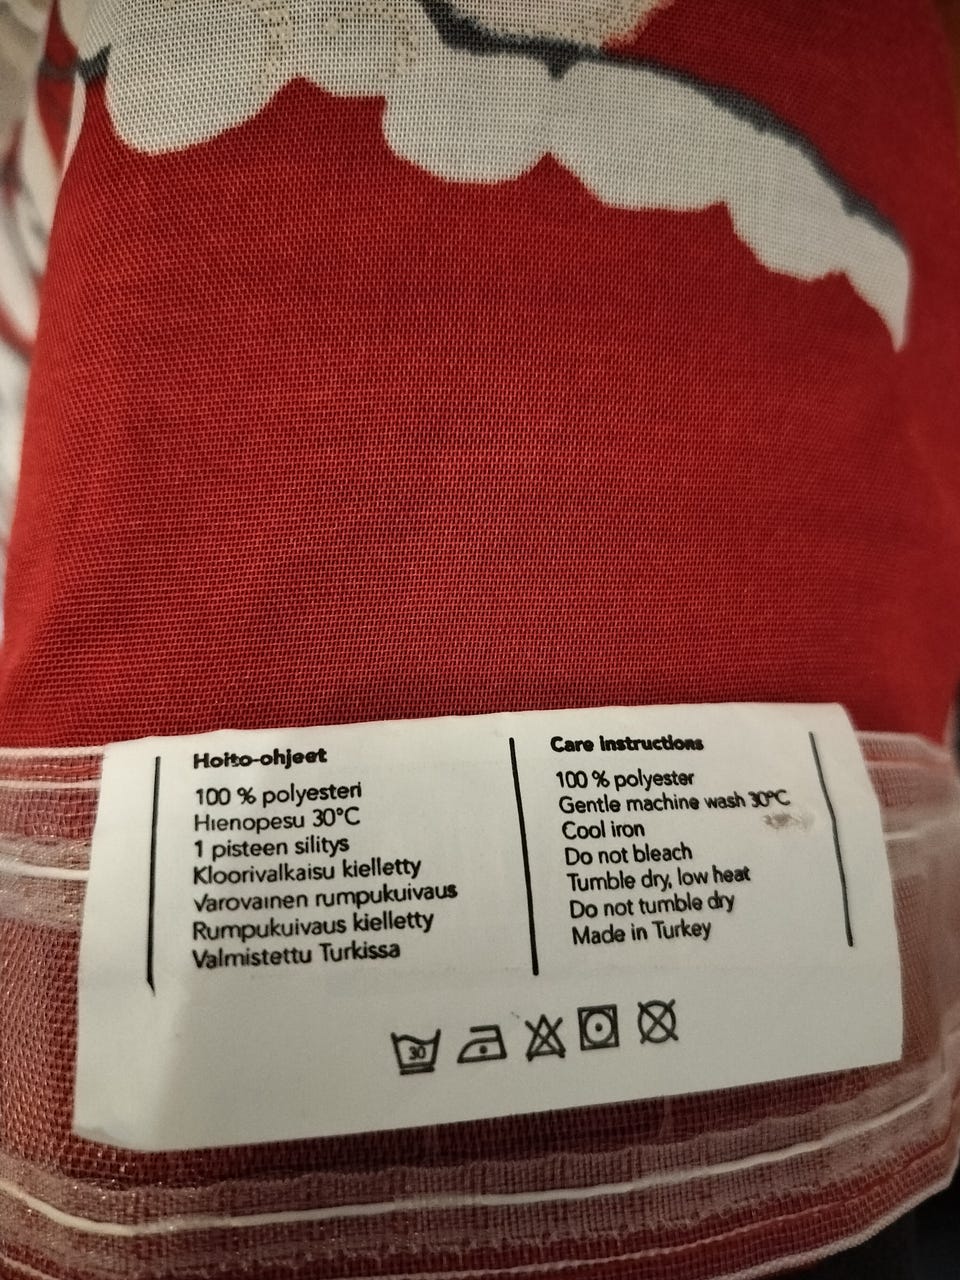 Hoito-ohjeet
100 % polyesteri
Hienopesu 30°C
1 pisteen silitys
Kloorivalkaisu kielletty
Varovainen rumpukuivaus
Rumpukuivaus kielletty
Valmistettu Turkissa
Care instructions
100 % polyester
Gentle machine wash 30°C
Cool iron
Do not bleach
Tumble dry, low heat
Do not tumble dry
Made in Turkey
30